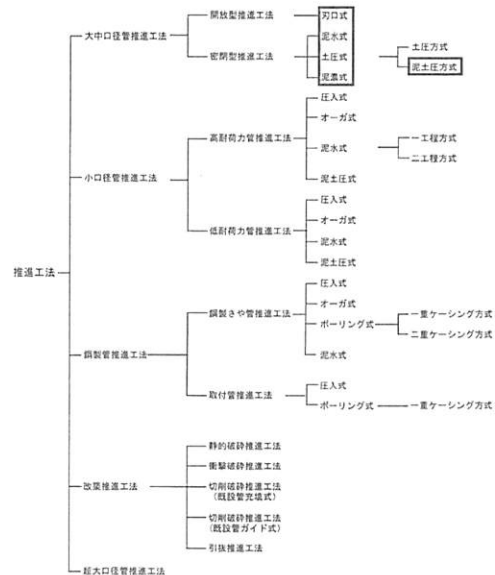 開放型推進工法
刃口式
大中口径管推進工法
泥水式
密閉型推進工法
土圧式
土圧方式
泥土圧方式
泥濃式
圧入式
オーガ式
高耐荷力管推進工法
泥水式
一工程方式
二工程方式
小口径管推進工法
泥土圧式
圧入式
オーガ式
低耐荷力管推進工法
泥水式
泥土圧式
推進工法
圧入式
オーガ式
鋼製さや管推進工法
ボーリング式
一重ケーシング方式
二重ケーシング方式
鋼製管推進工法
泥水式
圧入式
取付管推進工法
ボーリング式
一重ケーシング方式
静的破砕推進工法
衝撃破砕推進工法
改築推進工法
切削破砕推進工法
(既設管充填式)
切削破砕推進工法
(既設管ガイド式)
引抜推進工法
超大口径管推進工法